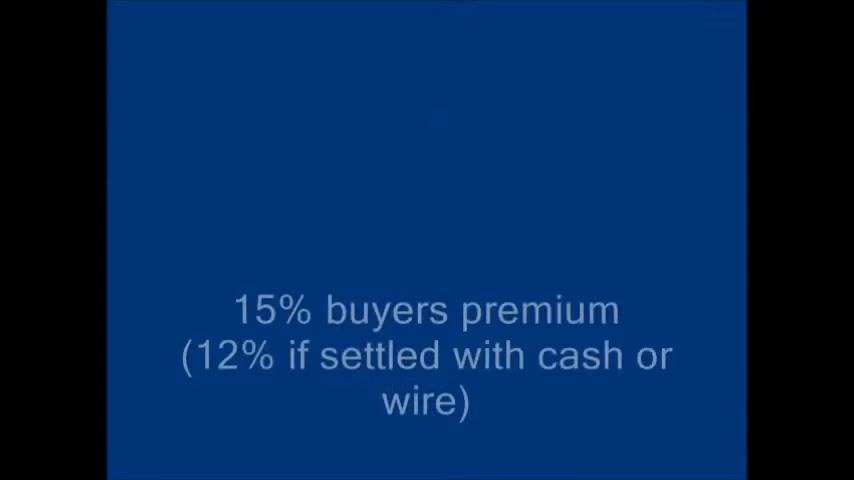 15% buyers premium
(12% if settled with cash or
wire)